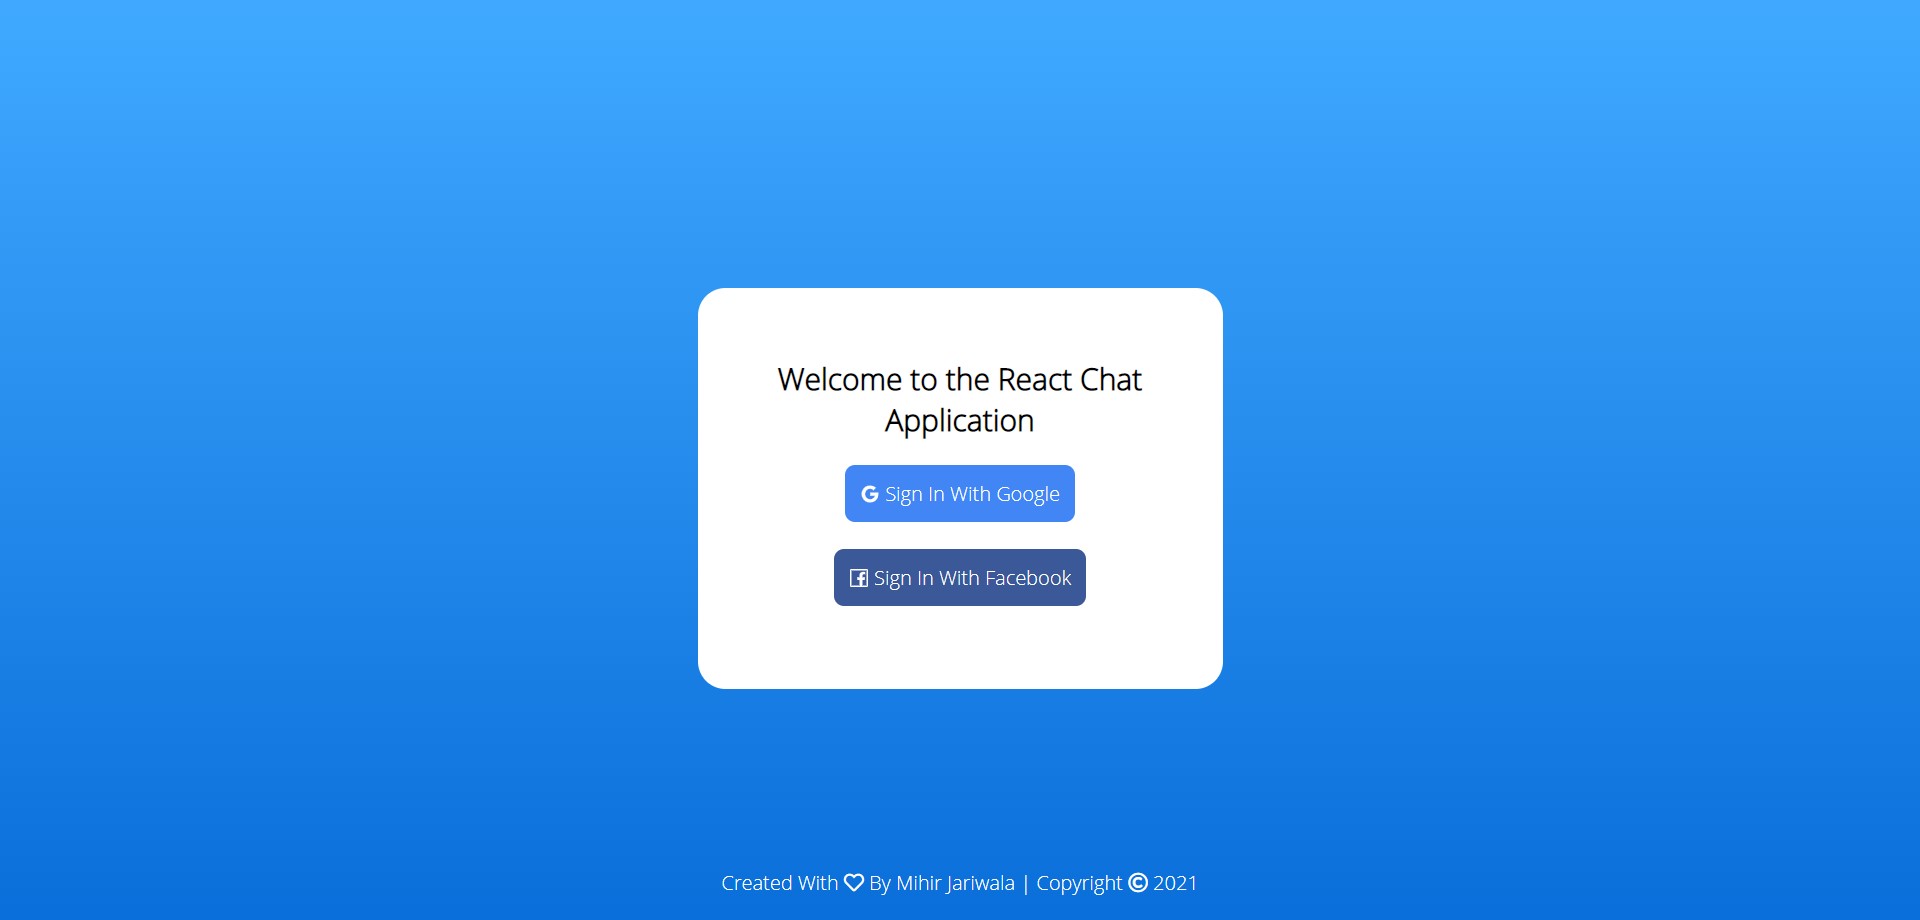 Welcome to the React Chat
Application
Sign In With Google
Sign In With Facebook
Created With ♡ By Mihir Jariwala | Copyright © 2021